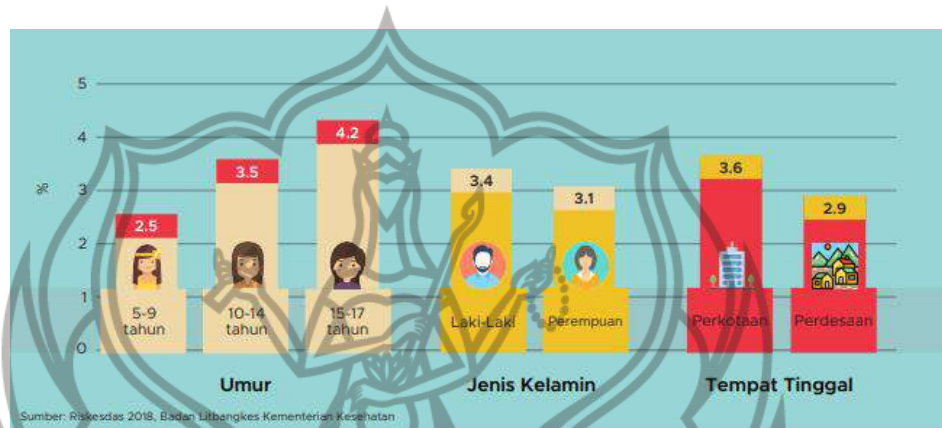 5
4
3
2
1
0
%
2.5
3.5
4.2
3.4
3.1
3.6
2.9
5-9
tahun
10-14
tahun
15-17
tahun
Laki-Laki
Perempuan
Perkotaan
Perdesaan
Umur
Jenis Kelamin
Tempat Tinggal
Sumber: Riskesdas 2018, Badan Litbangkes Kementerian Kesehatan